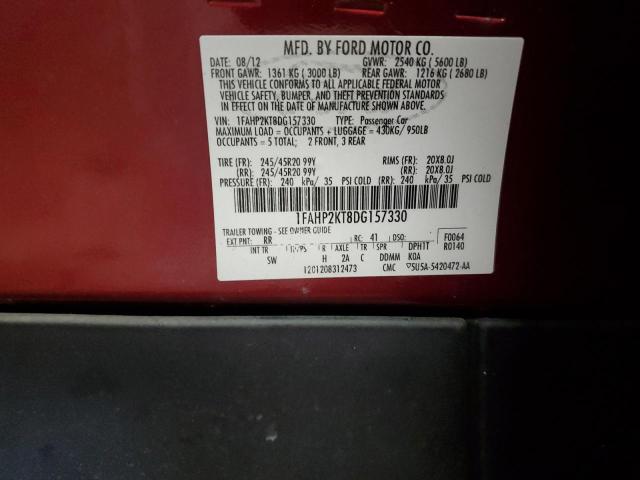 MFD. BY FORD MOTOR CO.
DATE: 08/12 GVWR: 2540 KG ( 5600 LB)
FRONT GAWR: 1361 KG ( 3000 LB) REAR GAWR: 1216 KG ( 2680 LB)
THIS VEHICLE CONFORMS TO ALL APPLICABLE FEDERAL MOTOR
VEHICLE SAFETY, BUMPER, AND THEFT PREVENTION STANDARDS
IN EFFECT ON THE DATE OF MANUFACTURE SHOWN ABOVE.
VIN: 1FAHP2KT8DG157330 TYPE: Passenger Car
MAXIMUM LOAD = OCCUPANTS + LUGGAGE = 430KG/ 950LB
OCCUPANTS = 5 TOTAL: 2 FRONT, 3 REAR
TIRE (FR): 245/45R20 99Y RIMS (FR): 20X8.0J
(RR): 245/45R20 99Y (RR): 20X8.0J
PRESSURE (FR): 240 kPa/ 35 PSI COLD (RR): 240 kPa/ 35 PSI COLD
1FAHP2KT8DG157330
TRAILER TOWING - SEE OWNER GUIDE
EXT PNT: RR RC: 41 DSO: F0064
INT TR TP/PS R AXLE TR SPR DPH1T R0140
SW H 2A C DDMM K0A
1201208312473 CMC 5U5A-5420472-AA